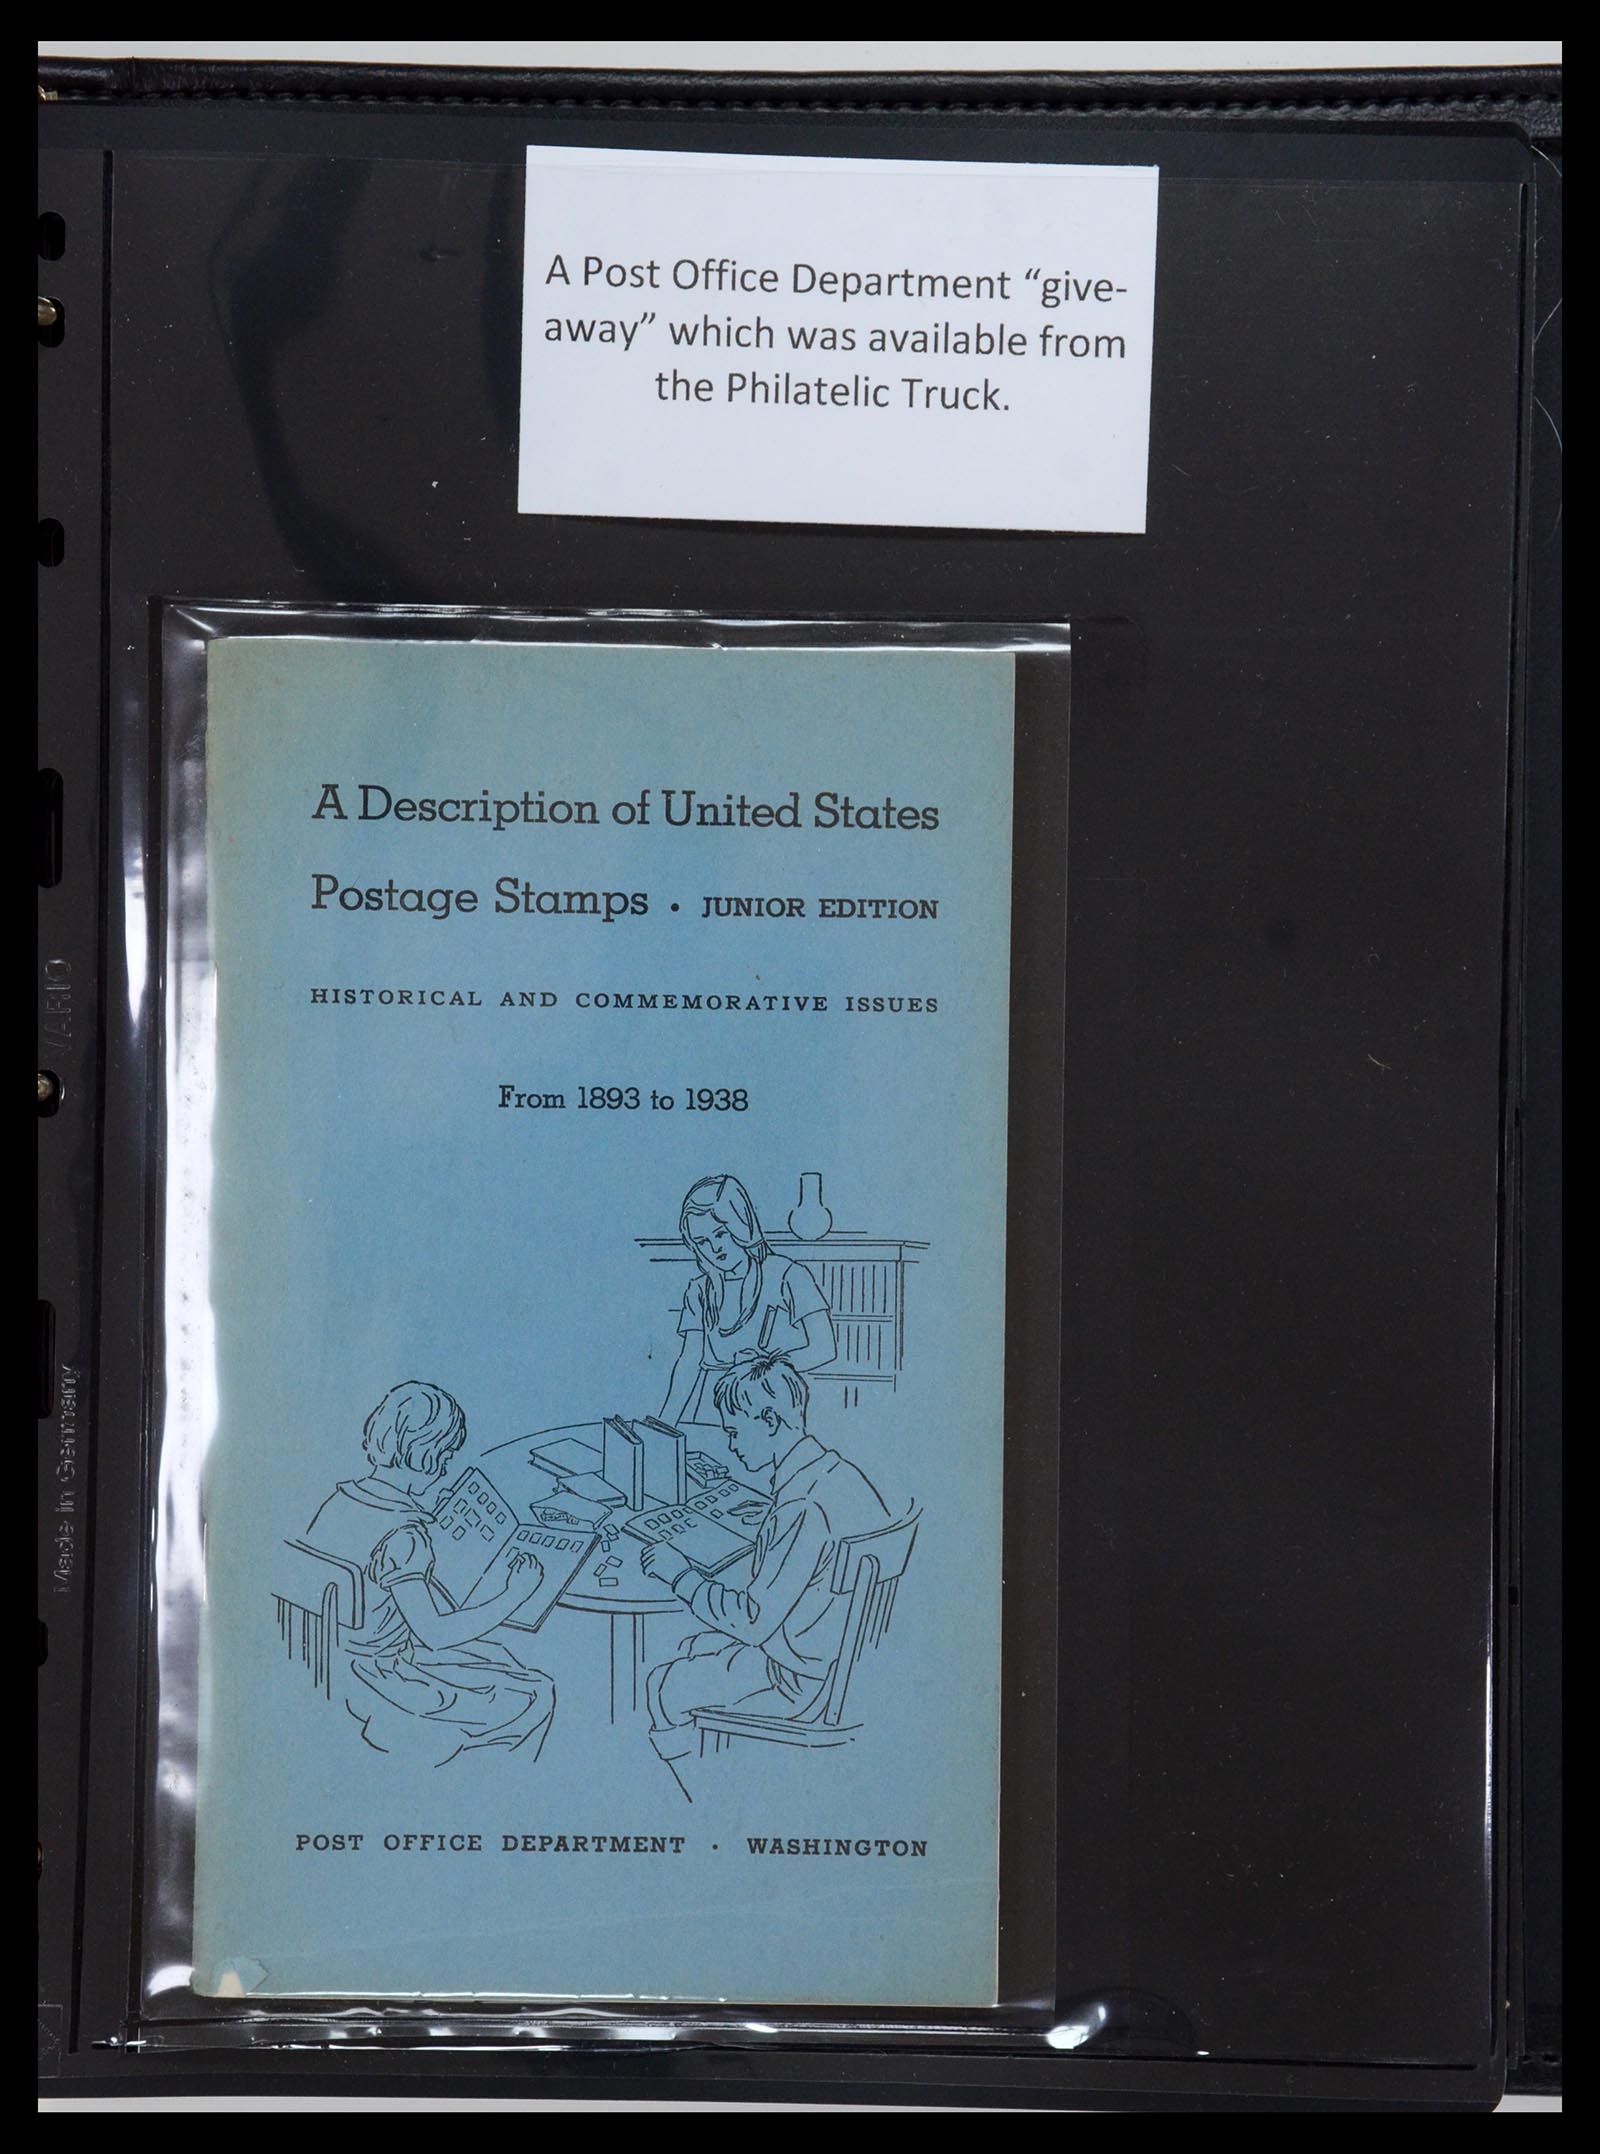 A Post Office Department “give-
away” which was available from
the Philatelic Truck.
A Description of United States
Postage Stamps • JUNIOR EDITION
HISTORICAL AND COMMEMORATIVE ISSUES
From 1893 to 1938
POST OFFICE DEPARTMENT • WASHINGTON
VARIO
Made in Germany